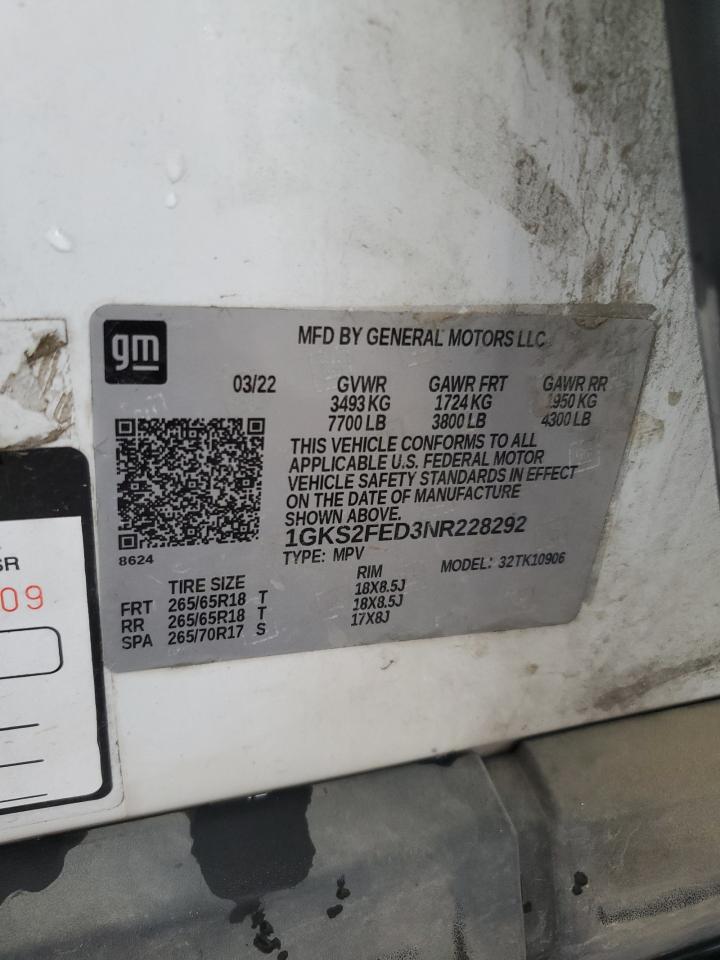 gm
MFD BY GENERAL MOTORS LLC
03/22 GVWR GAWR FRT GAWR RR
3493 KG 1724 KG 1950 KG
7700 LB 3800 LB 4300 LB
THIS VEHICLE CONFORMS TO ALL
APPLICABLE U.S. FEDERAL MOTOR
VEHICLE SAFETY STANDARDS IN EFFECT
ON THE DATE OF MANUFACTURE
SHOWN ABOVE.
1GKS2FED3NR228292
8624
TYPE: MPV MODEL: 32TK10906
TIRE SIZE RIM
FRT 265/65R18 T 18X8.5J
RR 265/65R18 T 18X8.5J
SPA 265/70R17 S 17X8J
SR
09